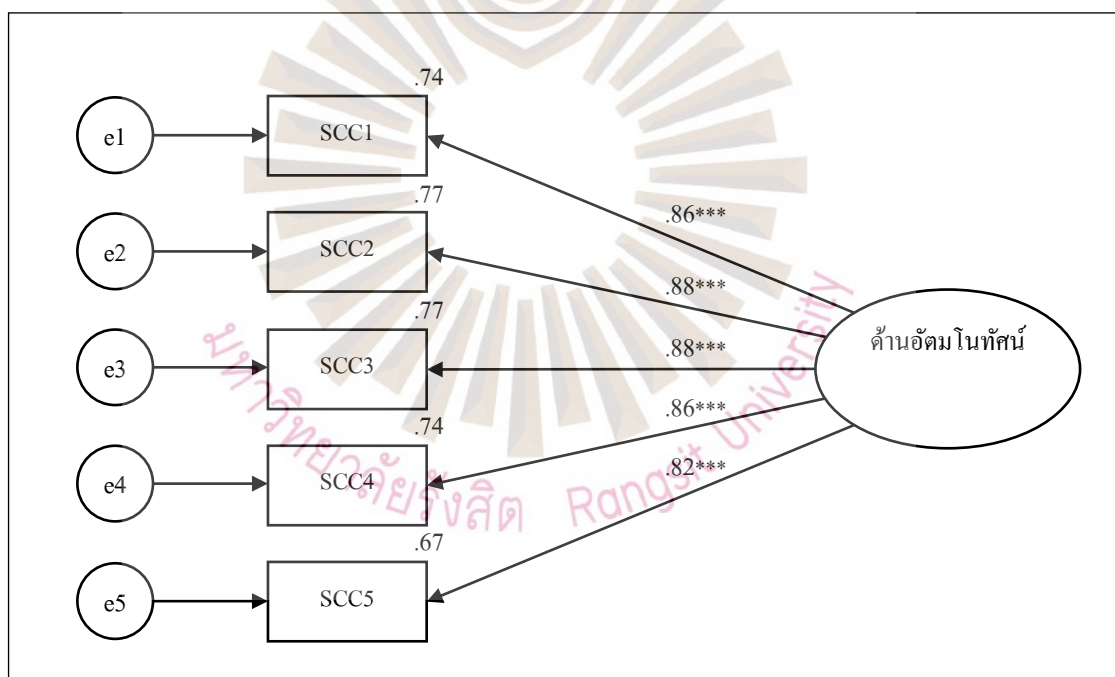 .74
e1
SCC1
.77
.86***
e2
SCC2
.88***
.77
ด้านอัตมโนทัศน์
e3
SCC3
.88***
.74
.86***
e4
SCC4
.82***
.67
e5
SCC5
มหาวิทยาลัยรังสิต Rangsit University